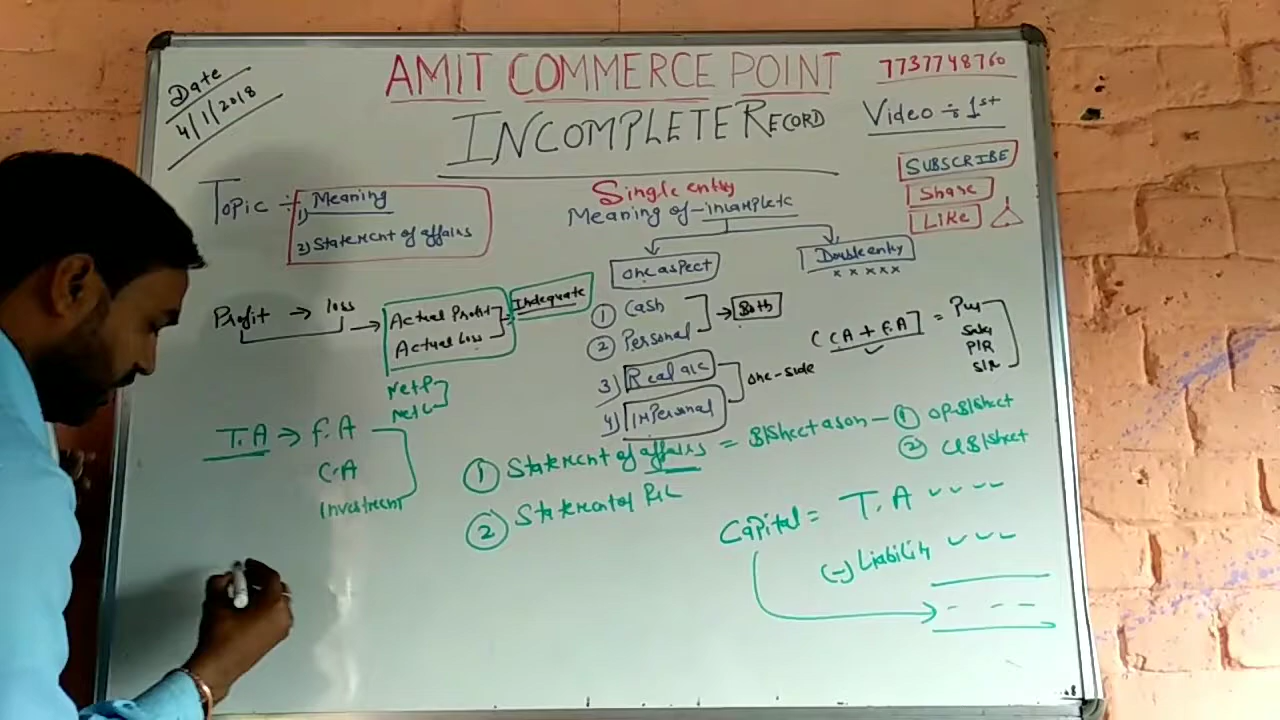 Date
4/1/2018
AMIT COMMERCE POINT
7737748760
INCOMPLETE RECORD
Video ÷ 1st
SUBSCRIBE
Share
LIKE
Topic ÷
Meaning
1)
2) Statement of affairs
Single entry
Meaning of - incomplete
One aspect
Double entry
x x x x x
① Cash
② Personal
Both
3) Real a/c
4) Impersonal
one-side
Profit → loss
Actual Profit
Actual Loss
Net P
Net L
[CA + F.A] =
P/R
S/R
T.A → F.A
C.A
Investment
① Statement of affairs = B/Sheet as on - ① OP.B/Sheet
② Cl B/Sheet
② Statement of P&L
Capital = T.A
(-) Liability